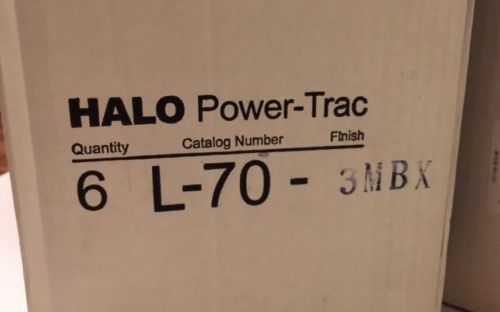 HALO Power-Trac
Quantity Catalog Number Finish
6 L-70 - 3MBX